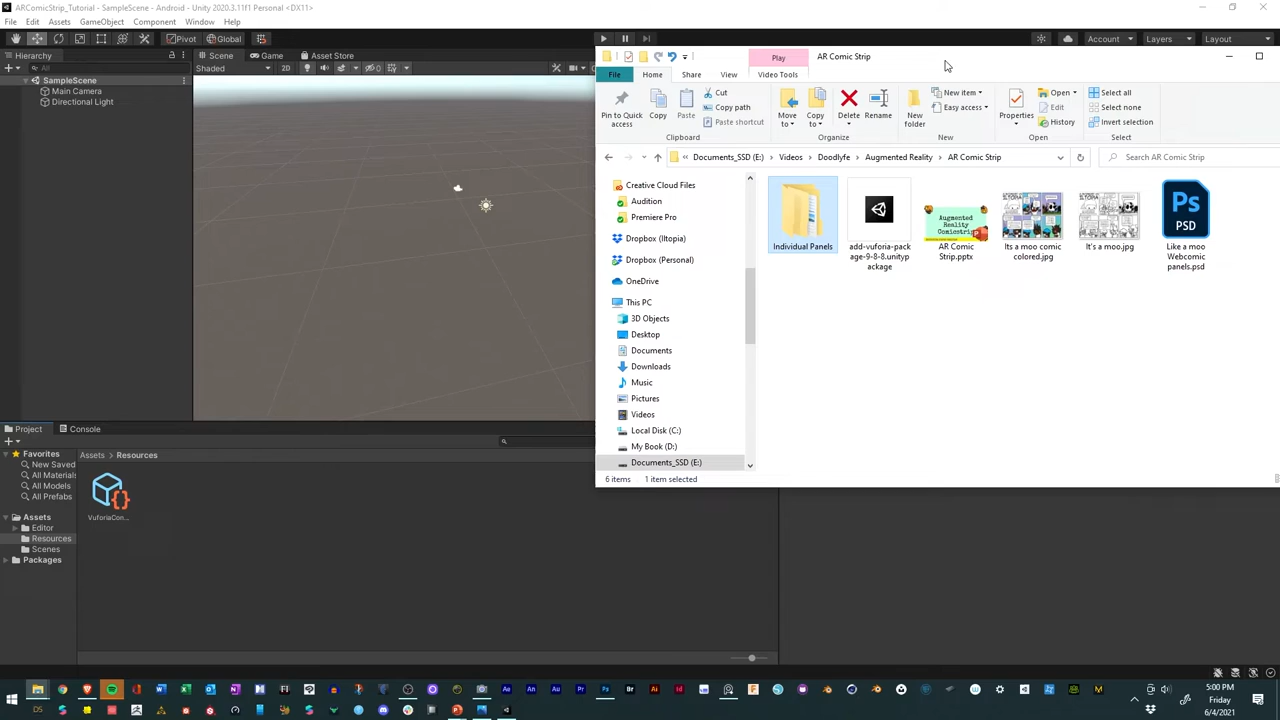 ARComicStrip_Tutorial - SampleScene - Android - Unity 2020.3.11f1 Personal <DX11>
File Edit Assets GameObject Component Window Help
Pivot Global Account Layers Layout
Hierarchy Scene Game Asset Store
Shaded 2D
SampleScene
Main Camera
Directional Light
Play AR Comic Strip
File Home Share View Video Tools
Pin to Quick access
Copy
Paste
Cut
Copy path
Paste shortcut
Clipboard
Move to
Copy to
Delete
Rename
Organize
New folder
New item
Easy access
New
Properties
Open
Edit
History
Open
Select all
Select none
Invert selection
Select
« Documents_SSD (E:) › Videos › Doodlyfe › Augmented Reality › AR Comic Strip
Search AR Comic Strip
Creative Cloud Files
Audition
Premiere Pro
Dropbox (IItopia)
Dropbox (Personal)
OneDrive
This PC
3D Objects
Desktop
Documents
Downloads
Music
Pictures
Videos
Local Disk (C:)
My Book (D:)
Documents_SSD (E:)
Individual Panels
add-vuforia-pac
kage-9-8-8.unityp
ackage
Augmented
Reality
Comicstrip
AR Comic
Strip.pptx
Its a moo comic
colored.jpg
It's a moo.jpg
Ps
PSD
Like a moo
Webcomic
panels.psd
6 items 1 item selected
Project Console
Favorites
New Saved
All Materials
All Models
All Prefabs
Assets
Editor
Resources
Scenes
Packages
Assets › Resources
VuforiaCon...
5:00 PM
Friday
6/4/2021